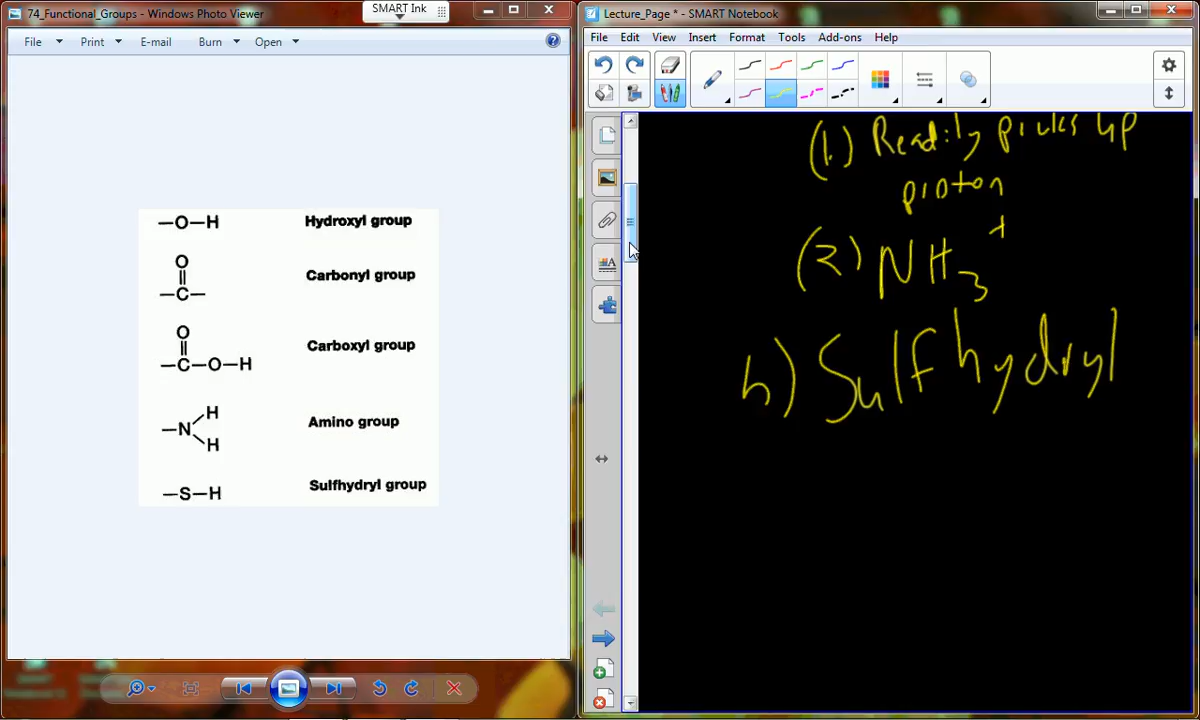 74_Functional_Groups - Windows Photo Viewer
SMART Ink
File Print E-mail Burn Open
—O—H Hydroxyl group
O
—C— Carbonyl group
O
—C—O—H Carboxyl group
H
—N Amino group
H
—S—H Sulfhydryl group
Lecture_Page * - SMART Notebook
File Edit View Insert Format Tools Add-ons Help
(1.) Readily picks up
proton
(2) NH3+
h) Sulfhydryl